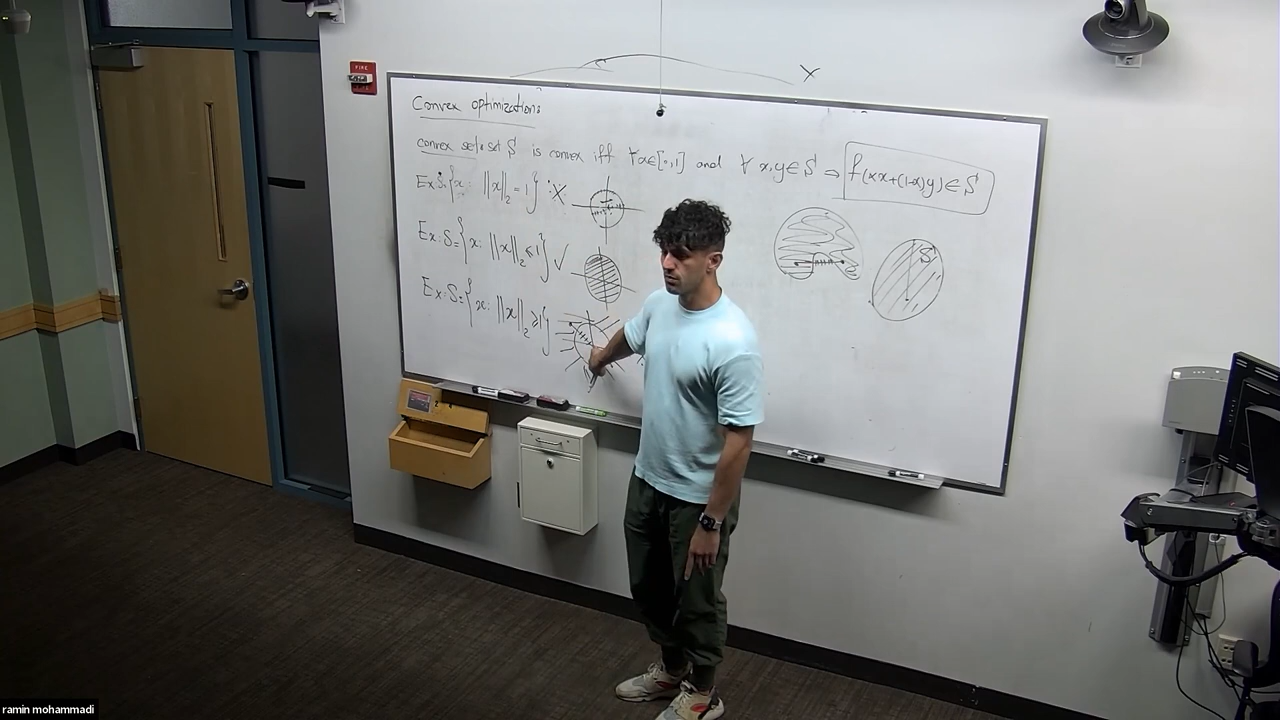 Convex optimization:
convex set: set S is convex iff ∀α∈[0,1] and ∀ x,y∈S ⇒ f(αx+(1-α)y)∈S
Ex: S={x: ||x||₂=1} : X
Ex: S={x: ||x||₂≤1} ✓
Ex: S={x: ||x||₂≥1}
S
FIRE
ramin mohammadi